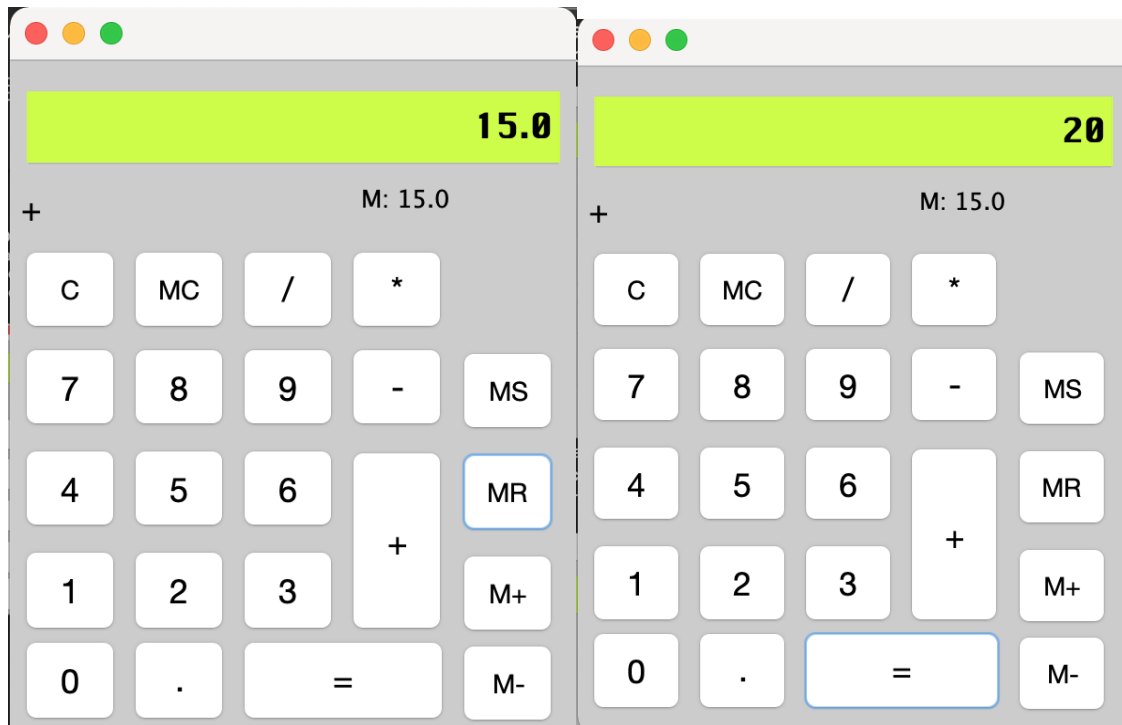 15.0
+ M: 15.0
C MC / *
7 8 9 - MS
4 5 6 MR
+
1 2 3 M+
0 . = M-
20
+ M: 15.0
C MC / *
7 8 9 - MS
4 5 6 MR
+
1 2 3 M+
0 . = M-